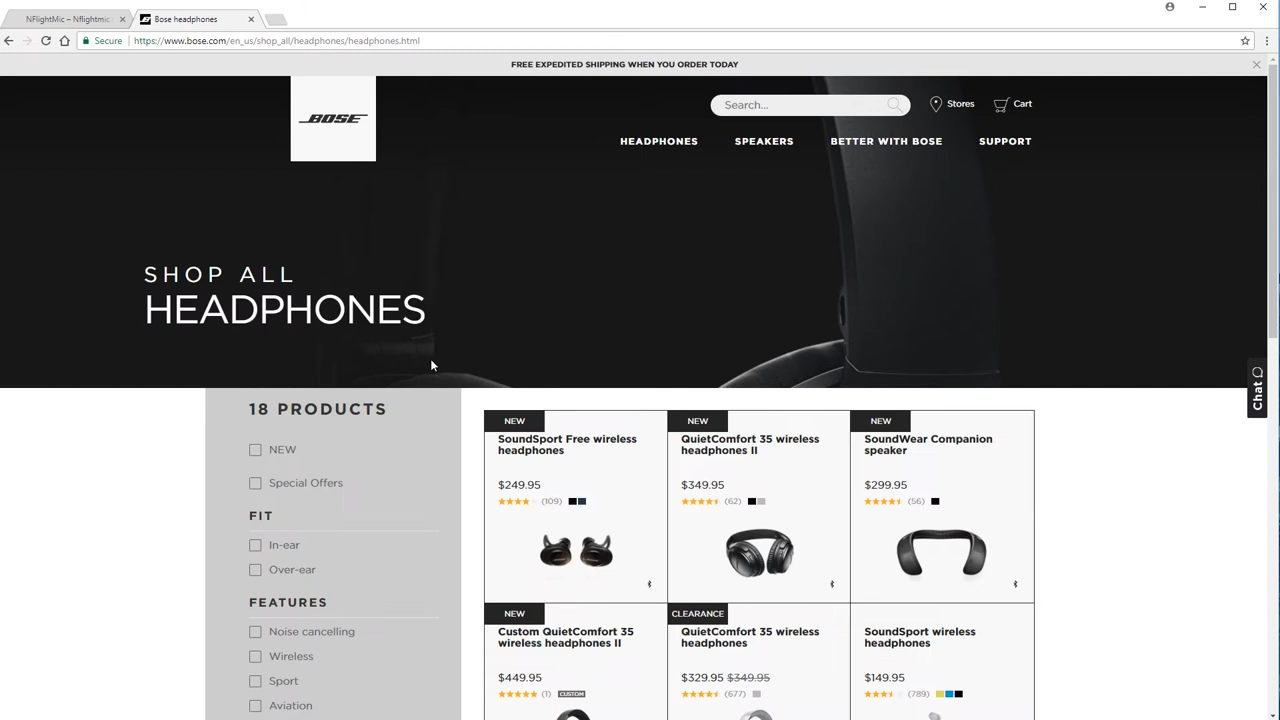 NFlightMic – Nflightmic.
Bose headphones
Secure
https://www.bose.com/en_us/shop_all/headphones/headphones.html
FREE EXPEDITED SHIPPING WHEN YOU ORDER TODAY
BOSE
Search...
Stores
Cart
HEADPHONES
SPEAKERS
BETTER WITH BOSE
SUPPORT
SHOP ALL
HEADPHONES
Chat
18 PRODUCTS
NEW
Special Offers
FIT
In-ear
Over-ear
FEATURES
Noise cancelling
Wireless
Sport
Aviation
NEW
SoundSport Free wireless
headphones
$249.95
(109)
NEW
QuietComfort 35 wireless
headphones II
$349.95
(62)
NEW
SoundWear Companion
speaker
$299.95
(56)
NEW
Custom QuietComfort 35
wireless headphones II
$449.95
(1) CUSTOM
CLEARANCE
QuietComfort 35 wireless
headphones
$329.95 $349.95
(677)
SoundSport wireless
headphones
$149.95
(789)